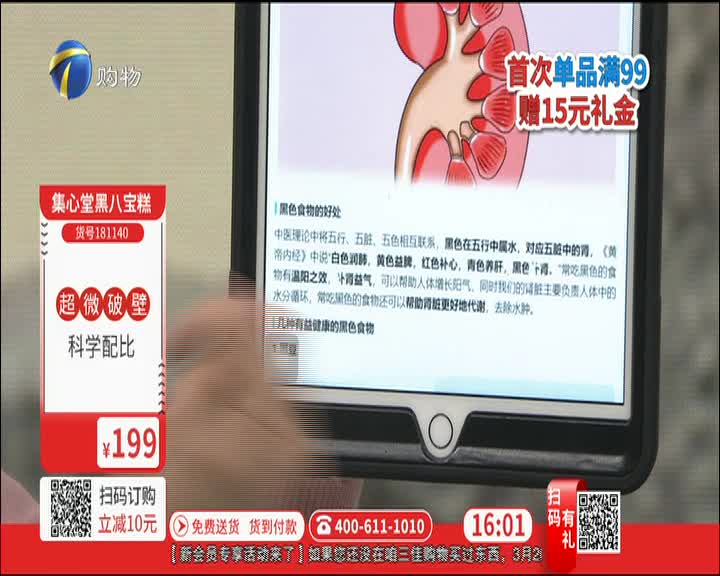 购物
首次单品满99
赠15元礼金
集心堂黑八宝糕
货号181140
超微破壁
科学配比
¥199
扫码订购
立减10元
黑色食物的好处
中医理论中将五行、五脏、五色相互联系，黑色在五行中属水，对应五脏中的肾，《黄
帝内经》中说“白色润肺，黄色益脾，红色补心，青色养肝，黑色补肾。”常吃黑色的食
物有温阳之效，补肾益气，可以帮助人体增长阳气，同时我们的肾脏主要负责人体中的
水分循环，常吃黑色的食物还可以帮助肾脏更好地代谢，去除水肿。
几种有益健康的黑色食物
1.黑豆
免费送货 货到付款
400-611-1010
16:01
扫码有礼
【新会员专享活动来了】如果您还没在咱三佳购物买过东西，3月2